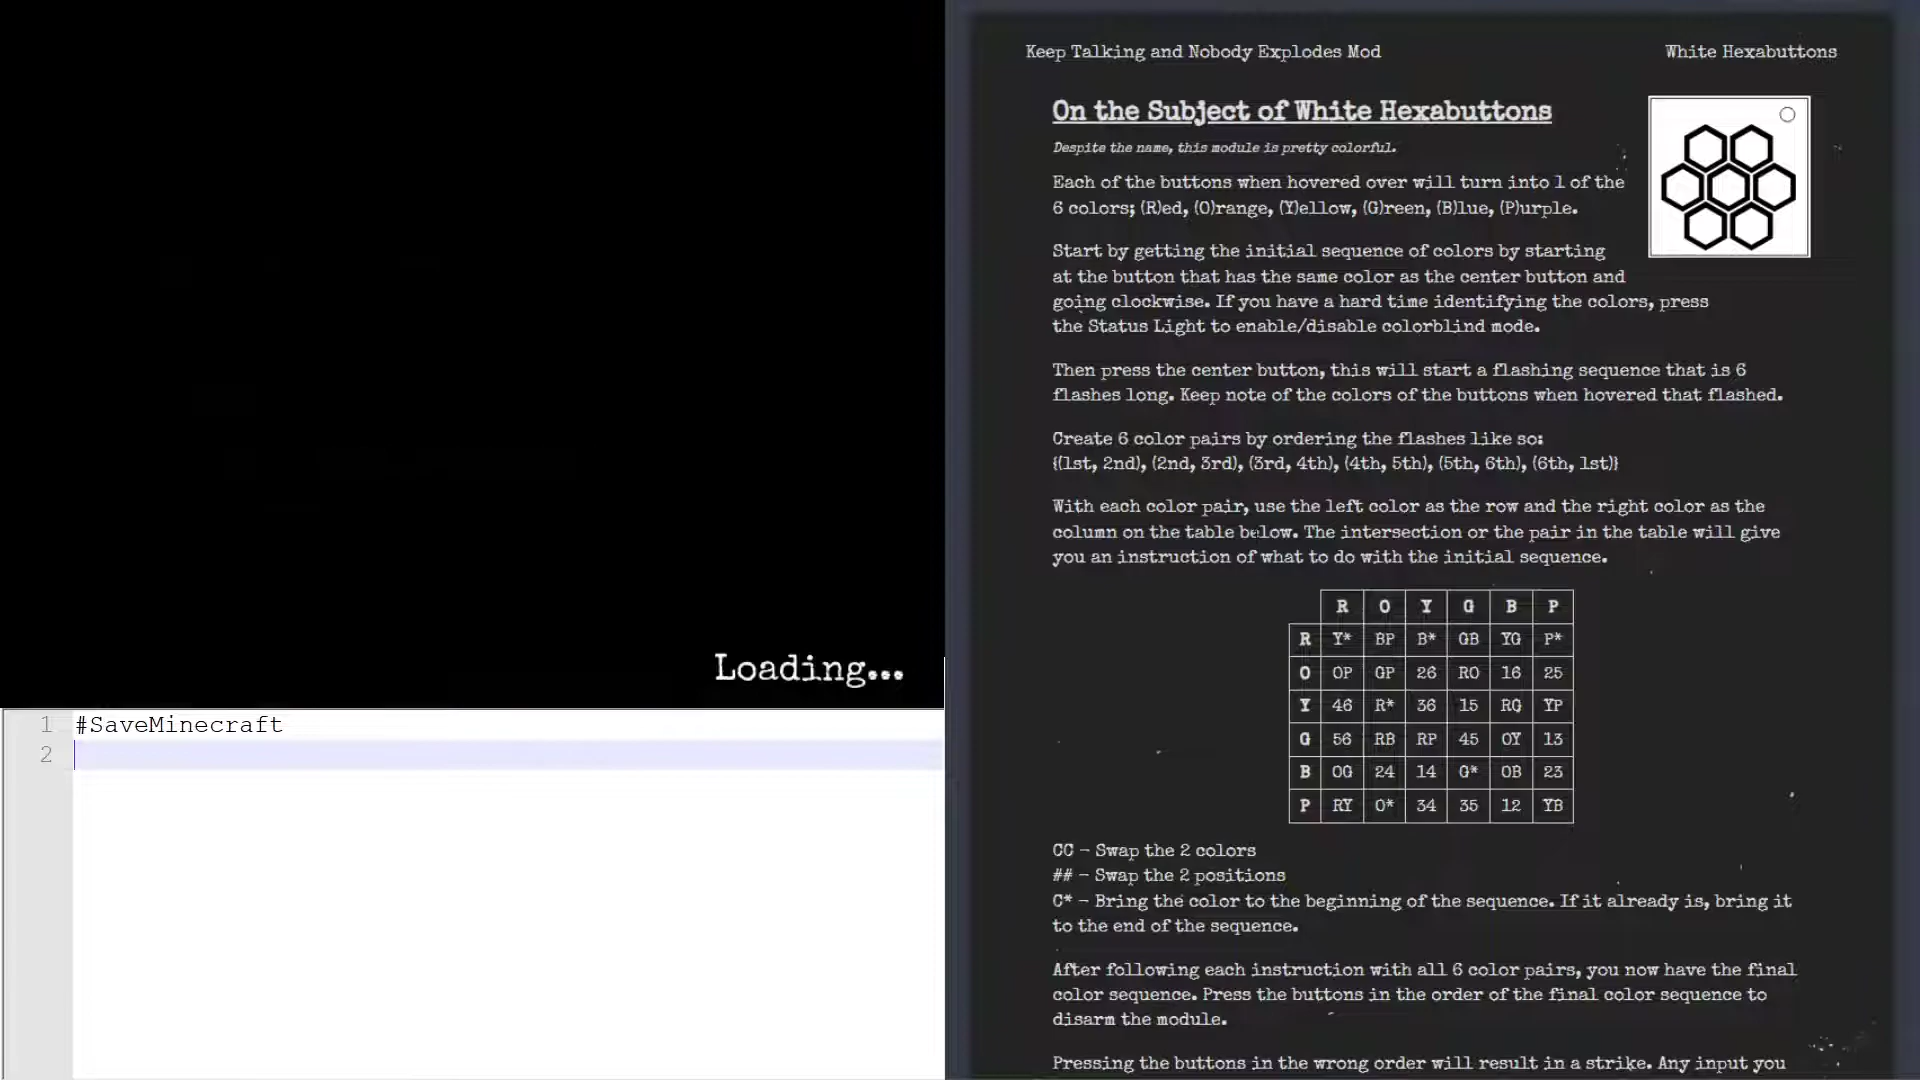 Loading...
1 #SaveMinecraft
2
Keep Talking and Nobody Explodes Mod
White Hexabuttons
On the Subject of White Hexabuttons
Despite the name, this module is pretty colorful.
Each of the buttons when hovered over will turn into 1 of the
6 colors; (R)ed, (O)range, (Y)ellow, (G)reen, (B)lue, (P)urple.
Start by getting the initial sequence of colors by starting
at the button that has the same color as the center button and
going clockwise. If you have a hard time identifying the colors, press
the Status Light to enable/disable colorblind mode.
Then press the center button, this will start a flashing sequence that is 6
flashes long. Keep note of the colors of the buttons when hovered that flashed.
Create 6 color pairs by ordering the flashes like so:
{(1st, 2nd), (2nd, 3rd), (3rd, 4th), (4th, 5th), (5th, 6th), (6th, 1st)}
With each color pair, use the left color as the row and the right color as the
column on the table below. The intersection or the pair in the table will give
you an instruction of what to do with the initial sequence.
R O Y G B P
R Y* BP B* GB YG P*
O OP GP 26 RO 16 25
Y 46 R* 36 15 RG YP
G 56 RB RP 45 OY 13
B OG 24 14 G* OB 23
P RY O* 34 35 12 YB
CC - Swap the 2 colors
## - Swap the 2 positions
C* - Bring the color to the beginning of the sequence. If it already is, bring it
to the end of the sequence.
After following each instruction with all 6 color pairs, you now have the final
color sequence. Press the buttons in the order of the final color sequence to
disarm the module.
Pressing the buttons in the wrong order will result in a strike. Any input you